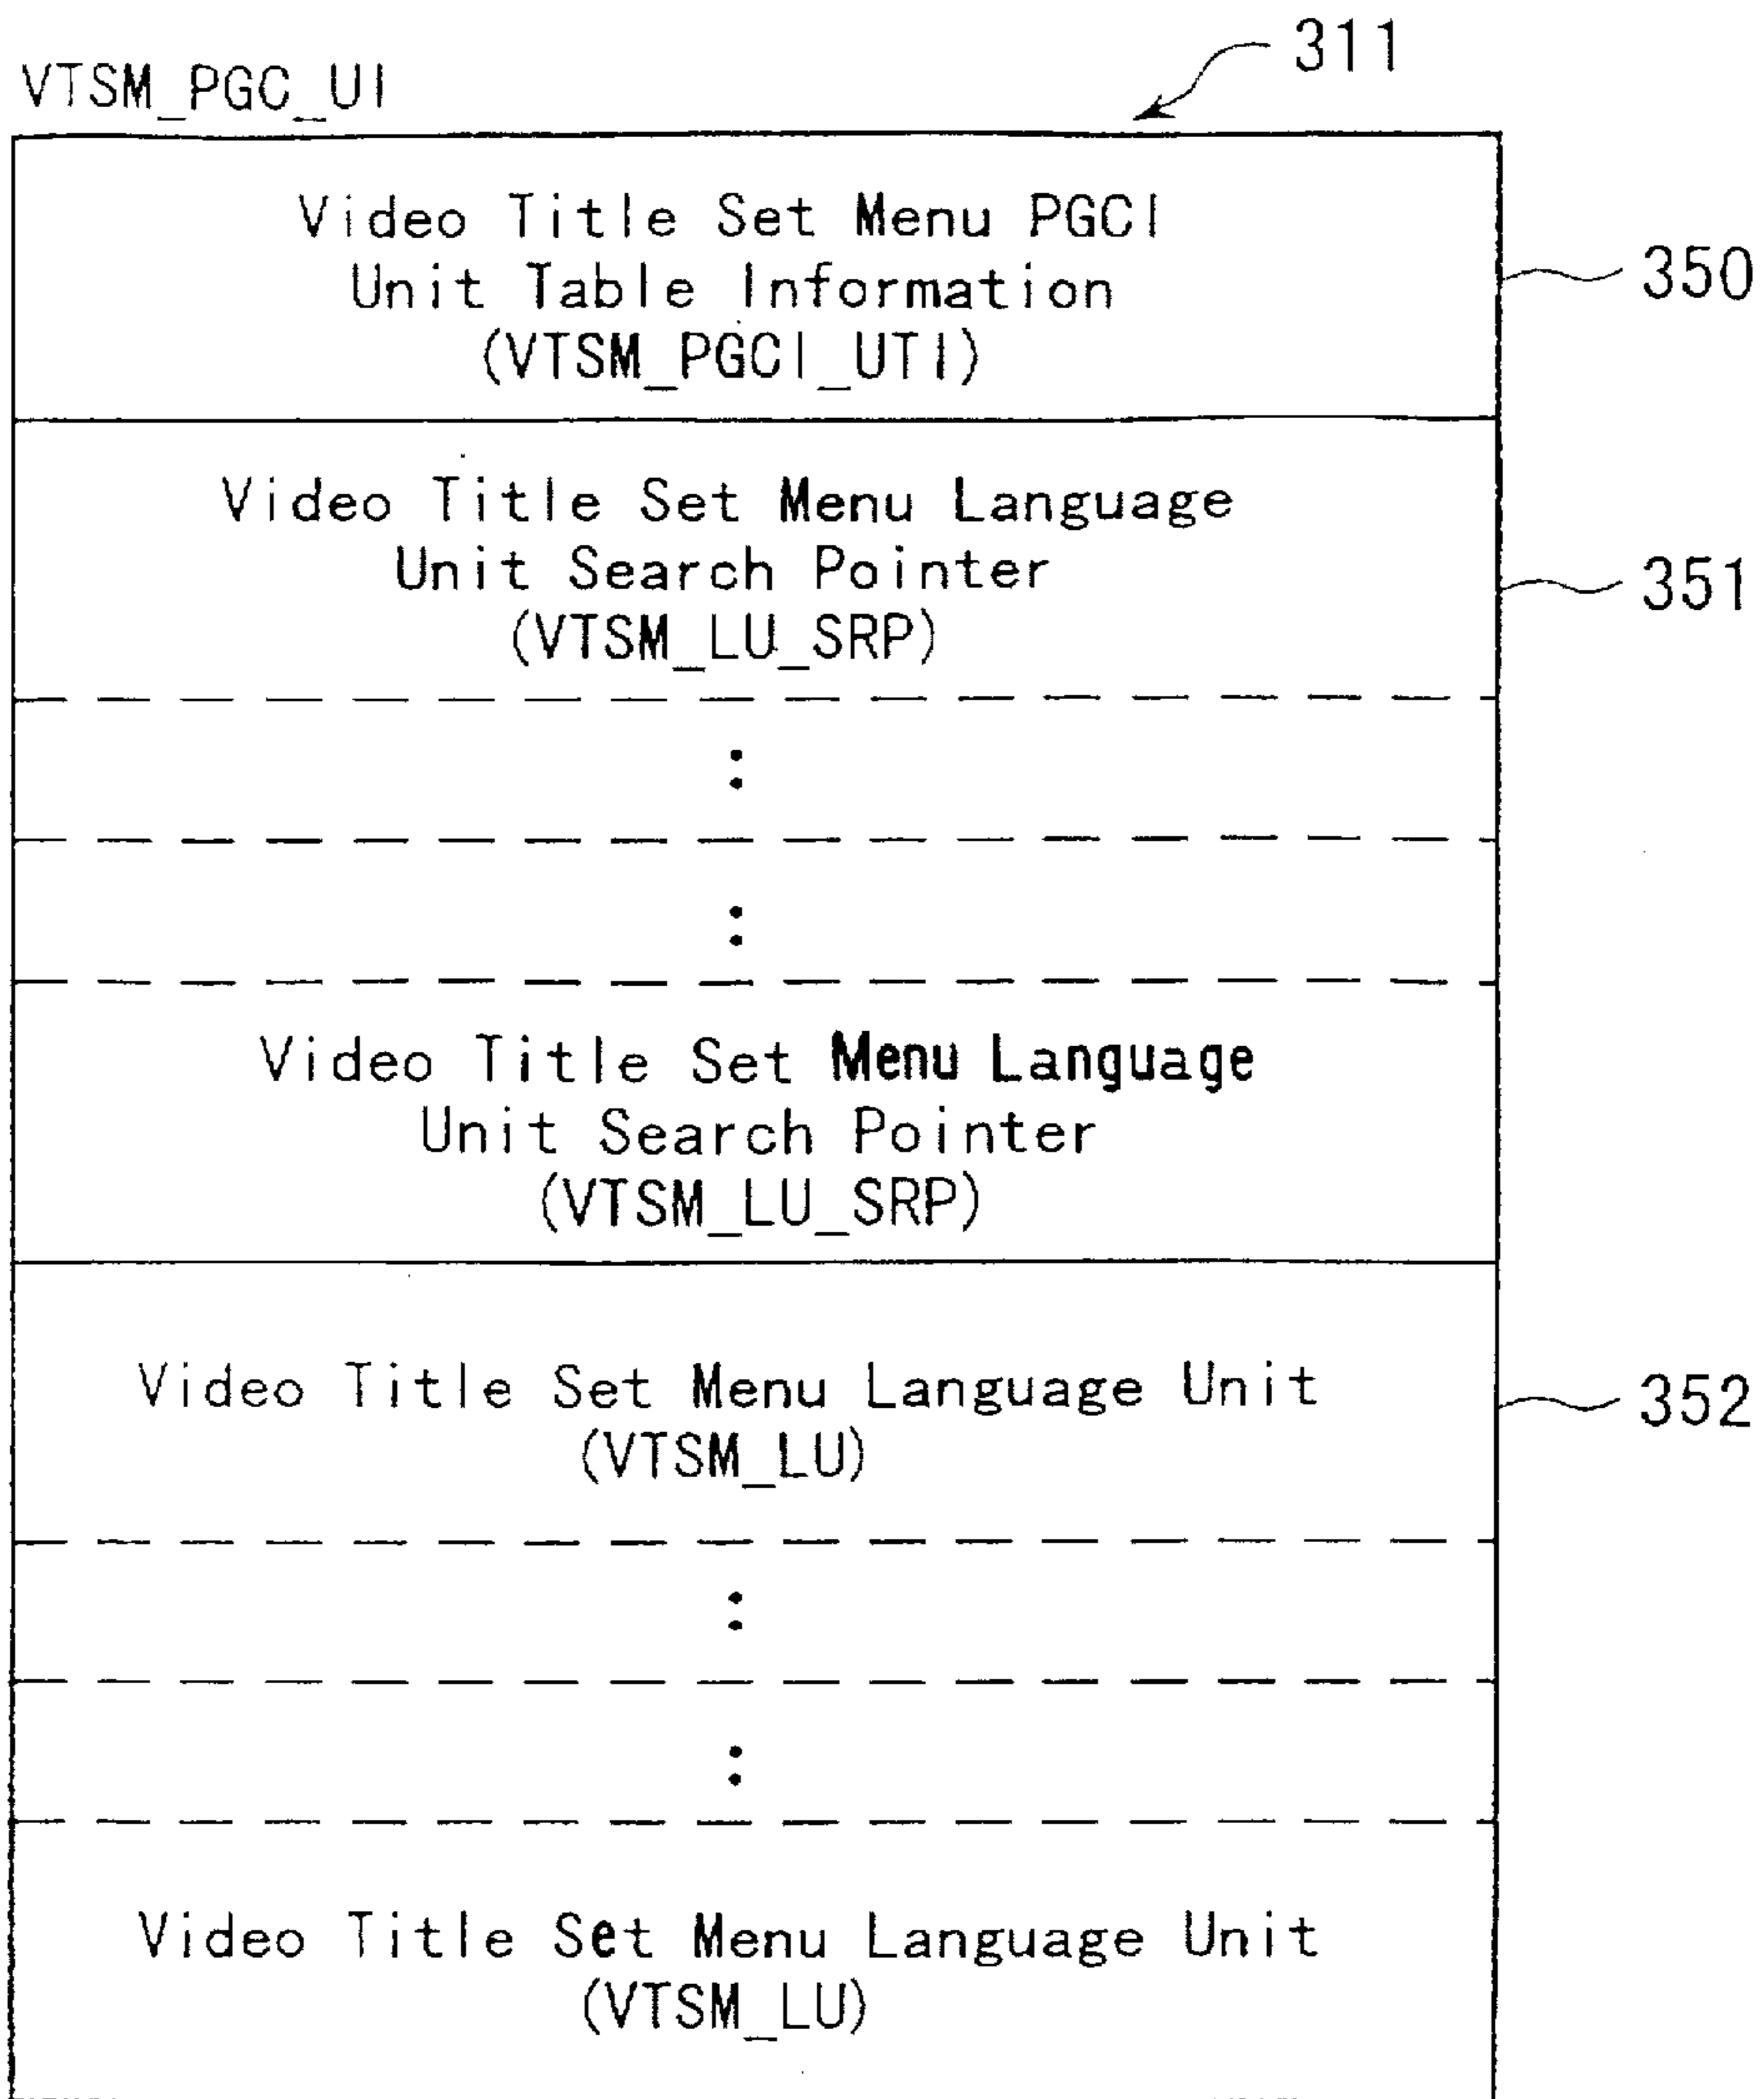 311
VTSM_PGC_UI
Video Title Set Menu PGCI
Unit Table Information
(VTSM_PGCI_UTI)
350
Video Title Set Menu Language
Unit Search Pointer
(VTSM_LU_SRP)
351
:
:
Video Title Set Menu Language
Unit Search Pointer
(VTSM_LU_SRP)
Video Title Set Menu Language Unit
(VTSM_LU)
352
:
:
Video Title Set Menu Language Unit
(VTSM_LU)